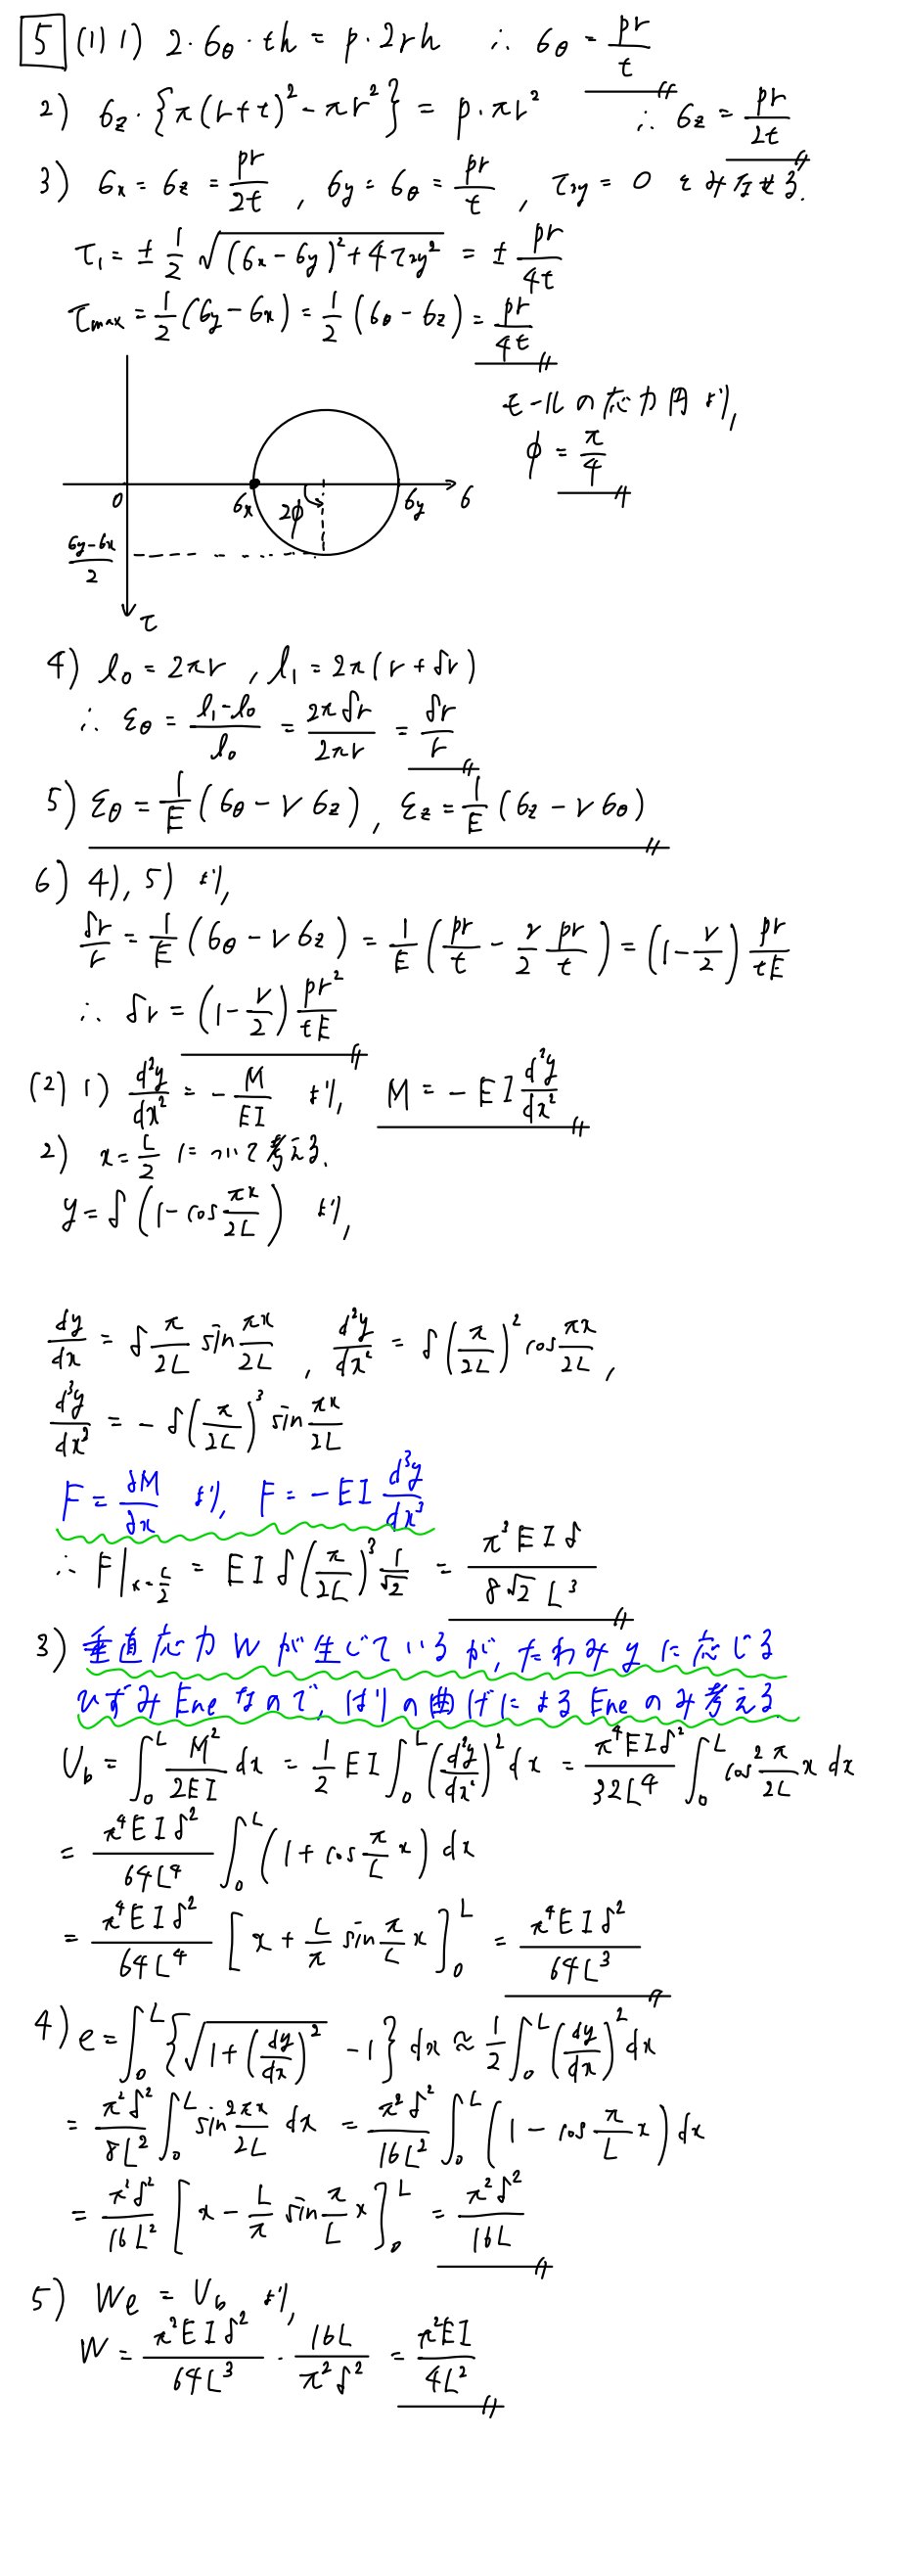 5 (1) 1) 2・σθ・th = p・2rh ∴ σθ = pr/t
2) σz・{π(r+t)² − πr²} = p・πr² ∴ σz = pr/2t
3) σx = σz = pr/2t , σy = σθ = pr/t , τxy = 0 とみなせる.
τ₁ = ± 1/2 √((σx − σy)² + 4τxy²) = ± pr/4t
τmax = 1/2 (σy − σx) = 1/2 (σθ − σz) = pr/4t
モールの応力円より,
φ = π/4
0 σx 2φ σy σ
(σy − σx)/2
τ
4) l₀ = 2πr , l₁ = 2π(r + δr)
∴ εθ = (l₁ − l₀)/l₀ = 2πδr/2πr = δr/r
5) εθ = 1/E (σθ − νσz) , εz = 1/E (σz − νσθ)
6) 4), 5) より,
δr/r = 1/E (σθ − νσz) = 1/E (pr/t − ν/2 pr/t) = (1 − ν/2) pr/tE
∴ δr = (1 − ν/2) pr²/tE
(2) 1) d²y/dx² = − M/EI より, M = − EI d²y/dx²
2) x = L/2 について考える.
y = δ(1 − cos πx/2L) より,
dy/dx = δ π/2L sin πx/2L , d²y/dx² = δ(π/2L)² cos πx/2L ,
d³y/dx³ = − δ(π/2L)³ sin πx/2L
F = ∂M/∂x より, F = − EI d³y/dx³
∴ F|x=L/2 = EIδ(π/2L)³ 1/√2 = π³EIδ/8√2 L³
3) 垂直応力 W が生じているが, たわみ y に応じる
ひずみ Ene なので, はりの曲げによる Ene のみ考える.
Ub = ∫₀ᴸ M²/2EI dx = 1/2 EI ∫₀ᴸ (d²y/dx²)² dx = π⁴EIδ²/32L⁴ ∫₀ᴸ cos² π/2L x dx
= π⁴EIδ²/64L⁴ ∫₀ᴸ (1 + cos π/L x) dx
= π⁴EIδ²/64L⁴ [x + L/π sin π/L x]₀ᴸ = π⁴EIδ²/64L³
4) e = ∫₀ᴸ {√(1 + (dy/dx)²) − 1} dx ≈ 1/2 ∫₀ᴸ (dy/dx)² dx
= π²δ²/8L² ∫₀ᴸ sin² πx/2L dx = π²δ²/16L² ∫₀ᴸ (1 − cos π/L x) dx
= π²δ²/16L² [x − L/π sin π/L x]₀ᴸ = π²δ²/16L
5) We = Ub より,
W = π²EIδ²/64L³ ・ 16L/π²δ² = π²EI/4L²